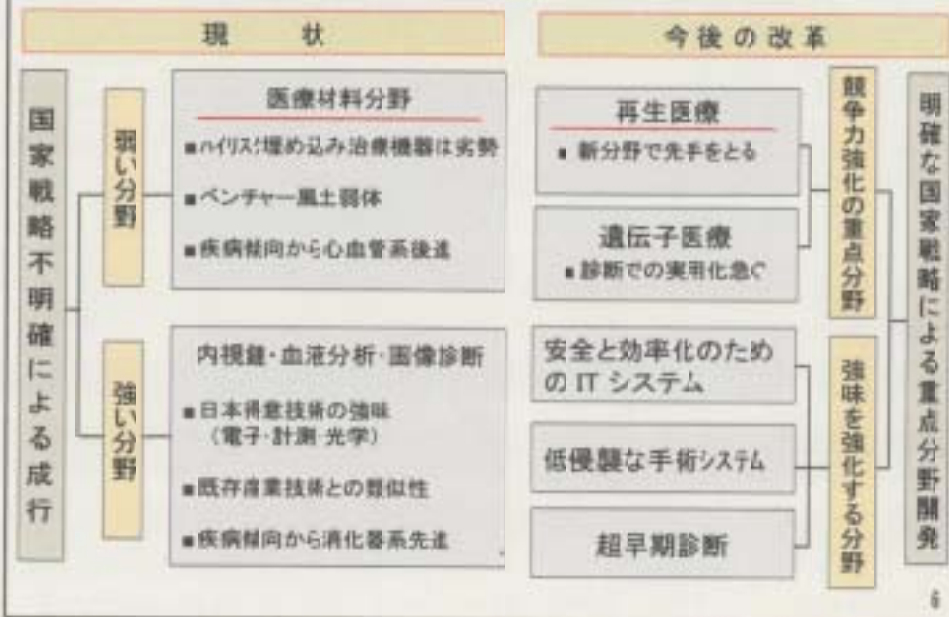 現 状
国家戦略不明確による成行
弱い分野
医療材料分野
■ハイリスク埋め込み治療機器は劣勢
■ベンチャー風土弱体
■疾病傾向から心血管系後進
強い分野
内視鏡・血液分析・画像診断
■日本得意技術の強味
(電子・計測・光学)
■既存産業技術との類似性
■疾病傾向から消化器系先進
今後の改革
再生医療
■ 新分野で先手をとる
遺伝子医療
■ 診断での実用化急ぐ
競争力強化の重点分野
安全と効率化のため
の IT システム
低侵襲な手術システム
超早期診断
強味を強化する分野
明確な国家戦略による重点分野開発
6